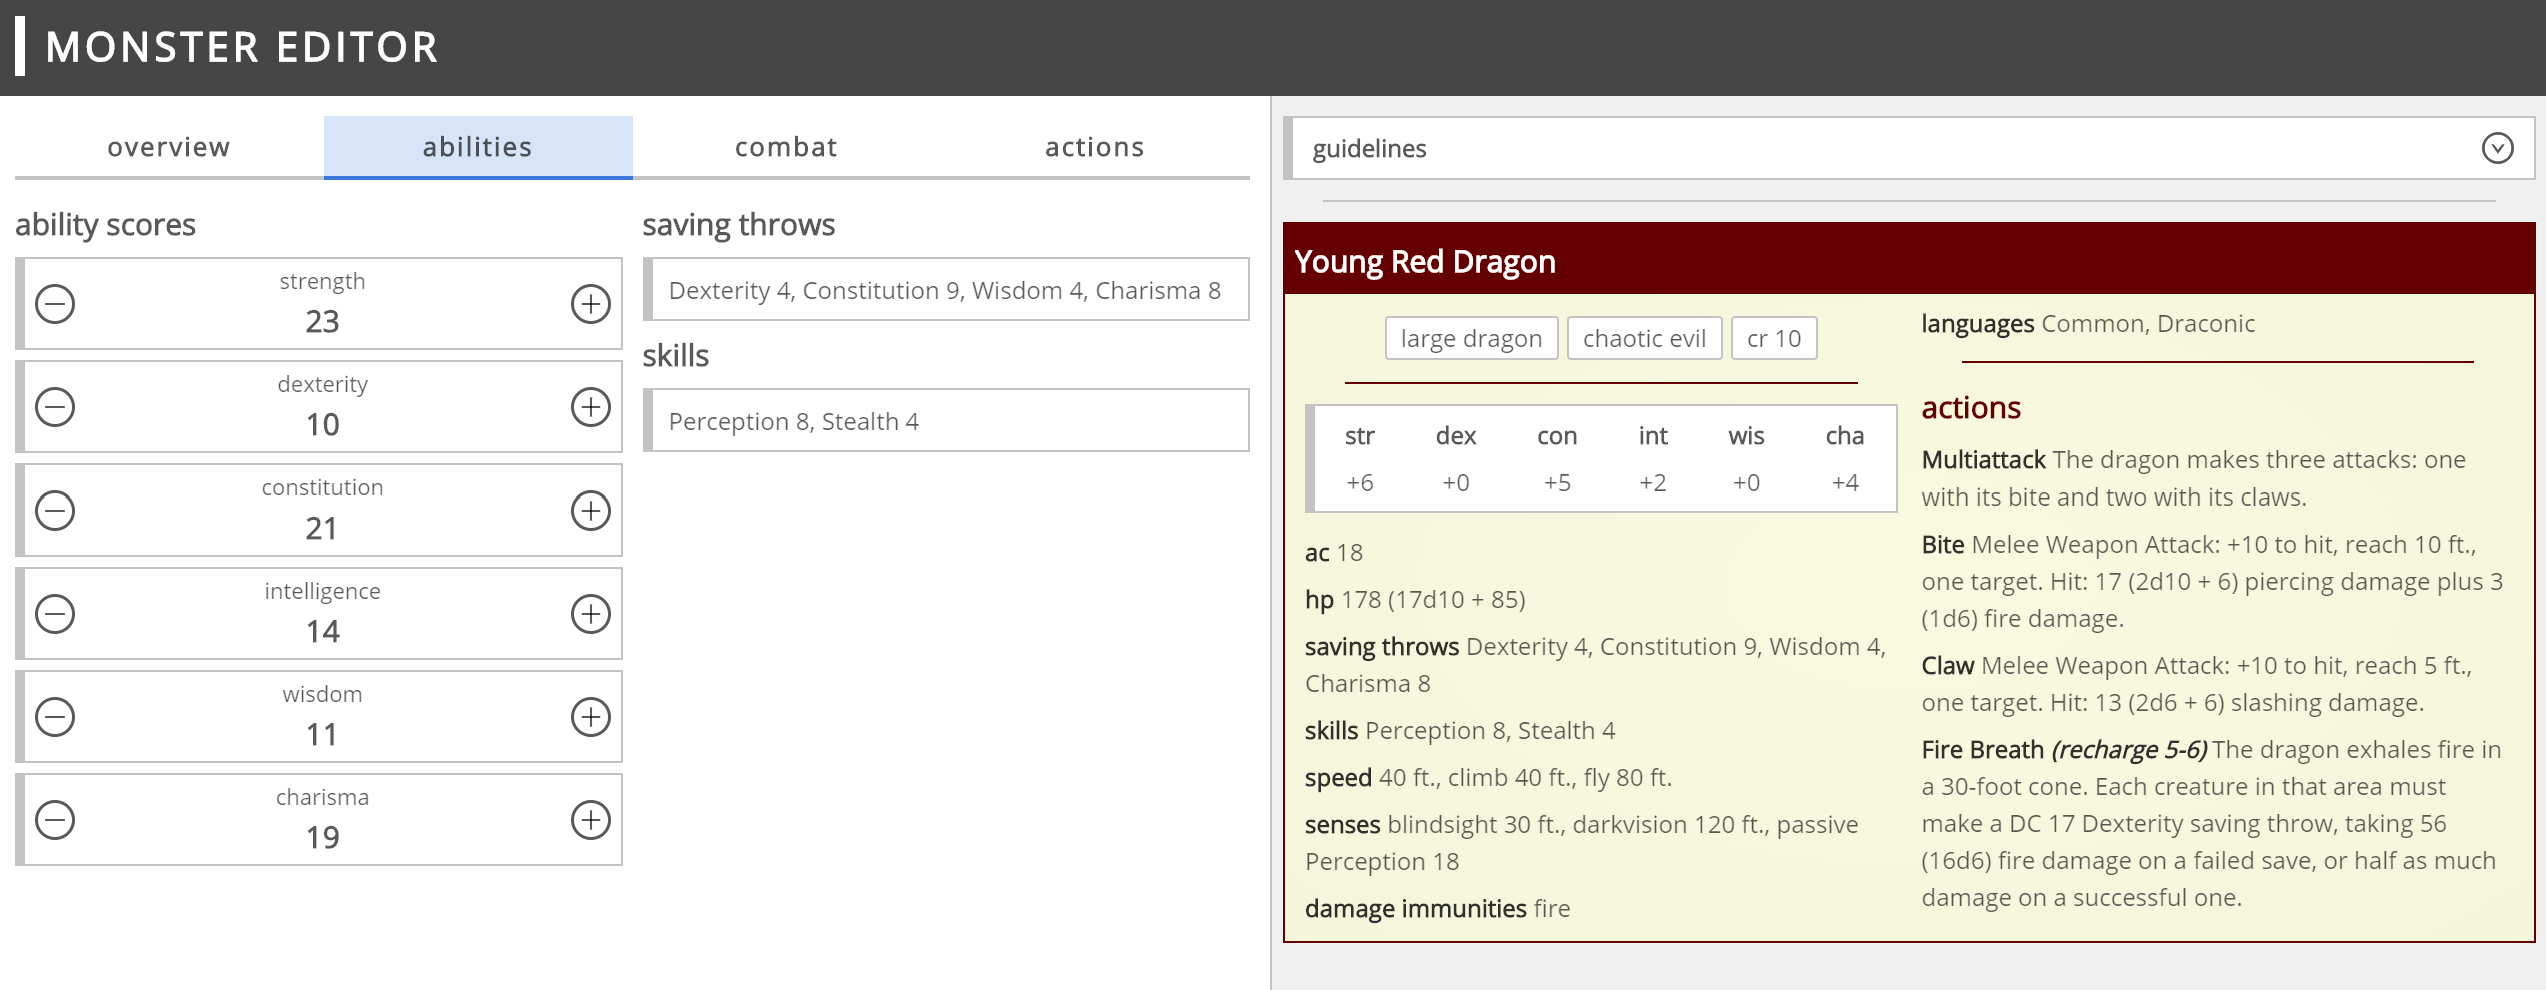 MONSTER EDITOR
overview
abilities
combat
actions
ability scores
strength
23
dexterity
10
constitution
21
intelligence
14
wisdom
11
charisma
19
saving throws
Dexterity 4, Constitution 9, Wisdom 4, Charisma 8
skills
Perception 8, Stealth 4
guidelines
Young Red Dragon
large dragon
chaotic evil
cr 10
str dex con int wis cha
+6 +0 +5 +2 +0 +4
ac 18
hp 178 (17d10 + 85)
saving throws Dexterity 4, Constitution 9, Wisdom 4,
Charisma 8
skills Perception 8, Stealth 4
speed 40 ft., climb 40 ft., fly 80 ft.
senses blindsight 30 ft., darkvision 120 ft., passive
Perception 18
damage immunities fire
languages Common, Draconic
actions
Multiattack The dragon makes three attacks: one
with its bite and two with its claws.
Bite Melee Weapon Attack: +10 to hit, reach 10 ft.,
one target. Hit: 17 (2d10 + 6) piercing damage plus 3
(1d6) fire damage.
Claw Melee Weapon Attack: +10 to hit, reach 5 ft.,
one target. Hit: 13 (2d6 + 6) slashing damage.
Fire Breath (recharge 5-6) The dragon exhales fire in
a 30-foot cone. Each creature in that area must
make a DC 17 Dexterity saving throw, taking 56
(16d6) fire damage on a failed save, or half as much
damage on a successful one.